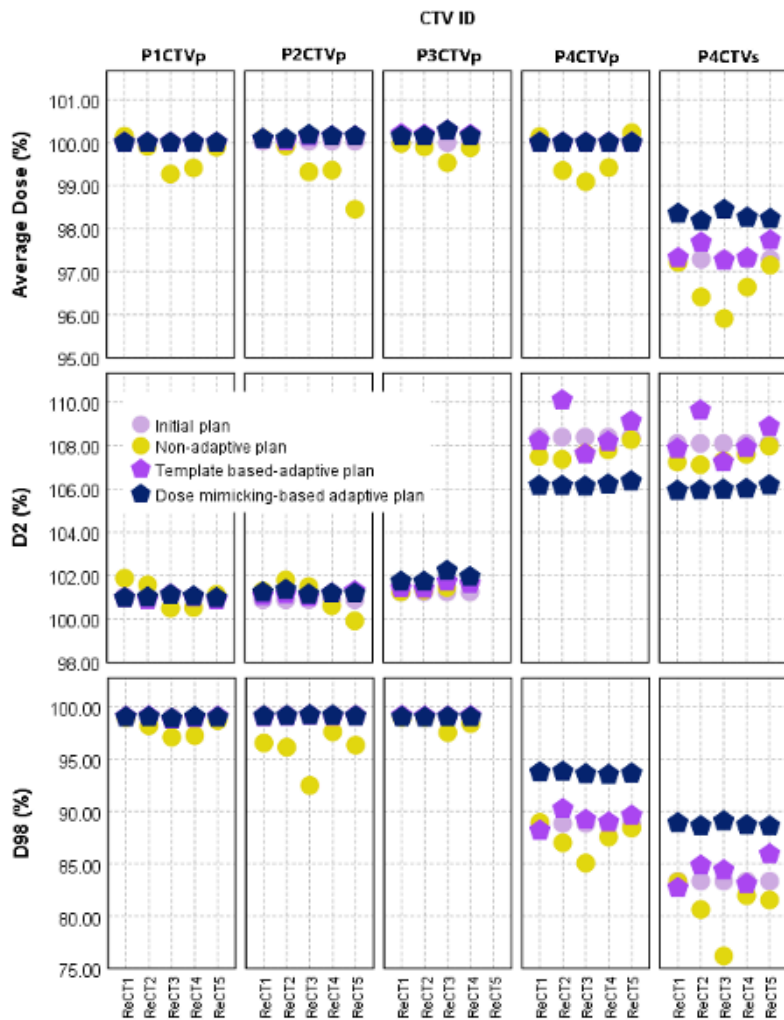 CTV ID
P1CTVp P2CTVp P3CTVp P4CTVp P4CTVs
Average Dose (%)
101.00
100.00
99.00
98.00
97.00
96.00
95.00
D2 (%)
110.00
108.00
106.00
104.00
102.00
100.00
98.00
Initial plan
Non-adaptive plan
Template based-adaptive plan
Dose mimicking-based adaptive plan
D98 (%)
100.00
95.00
90.00
85.00
80.00
75.00
ReCT1 ReCT2 ReCT3 ReCT4 ReCT5 ReCT1 ReCT2 ReCT3 ReCT4 ReCT5 ReCT1 ReCT2 ReCT3 ReCT4 ReCT5 ReCT1 ReCT2 ReCT3 ReCT4 ReCT5 ReCT1 ReCT2 ReCT3 ReCT4 ReCT5